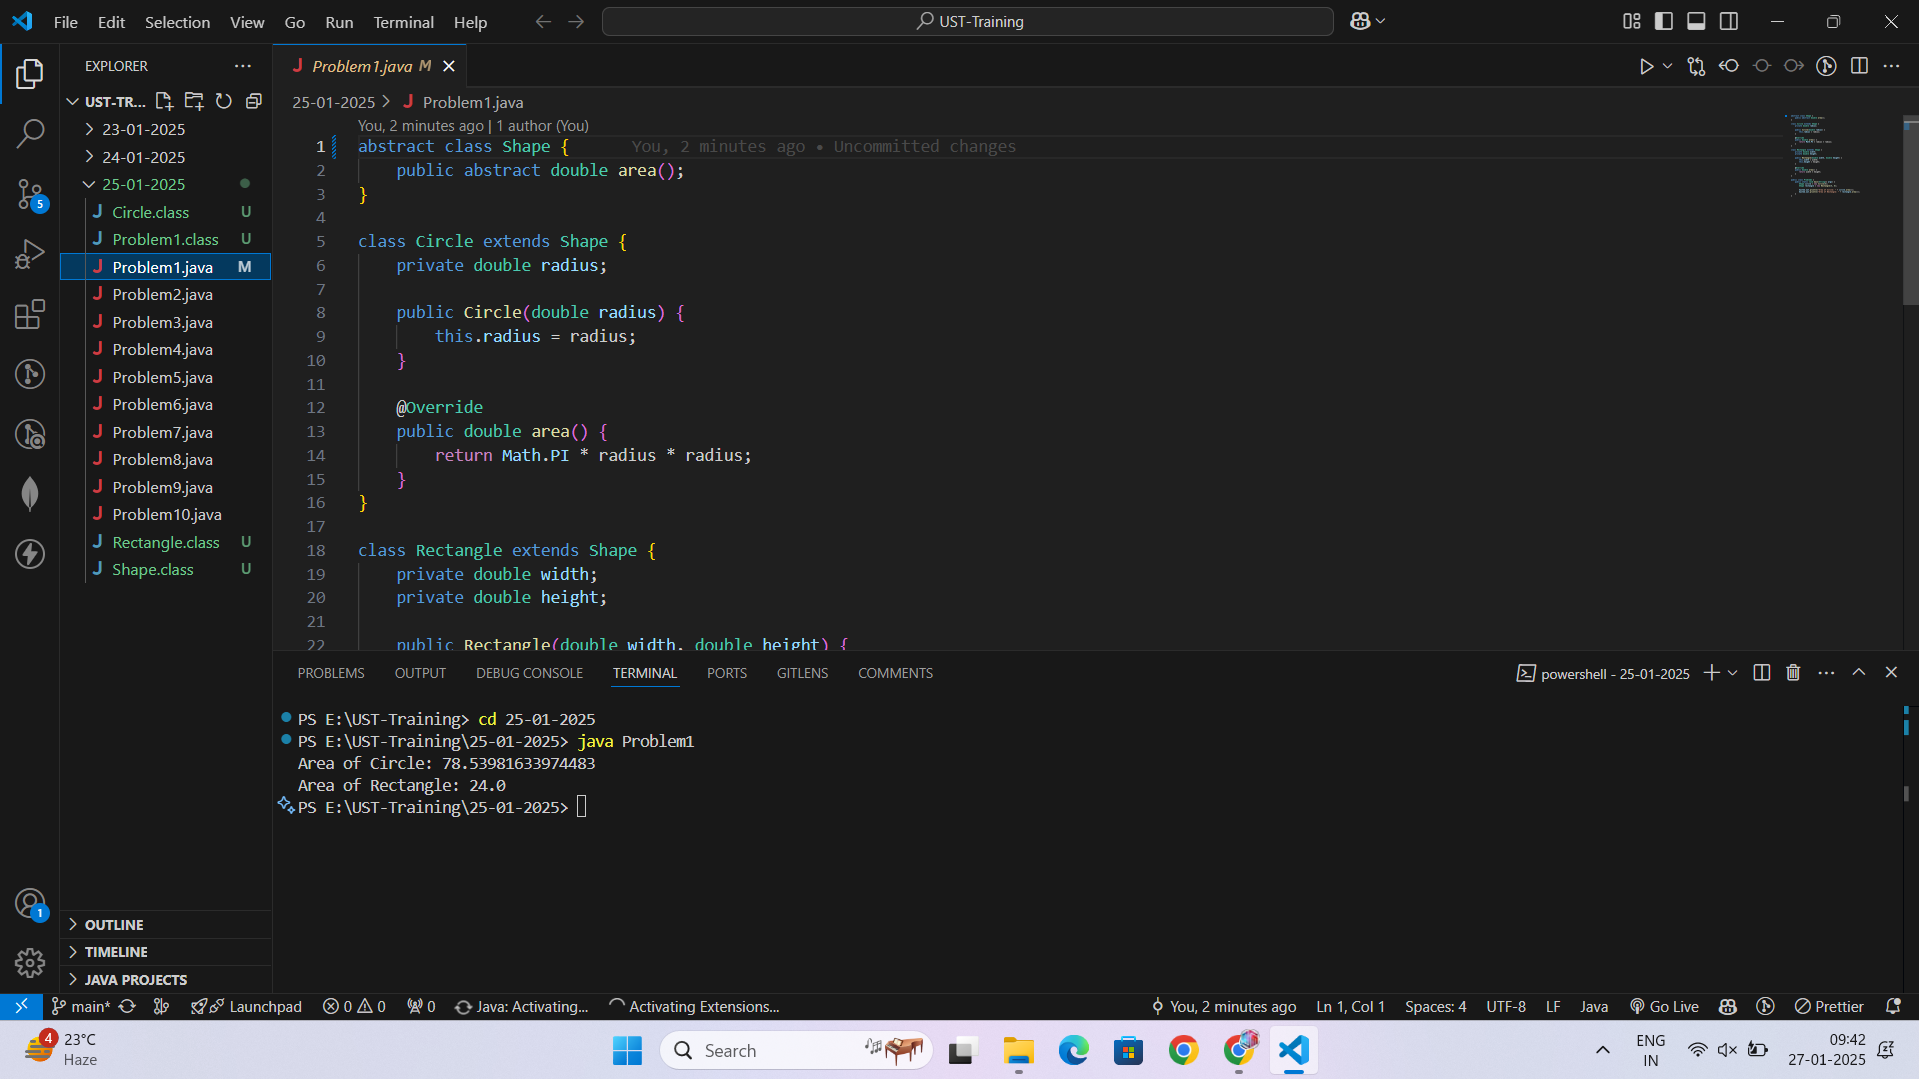 File Edit Selection View Go Run Terminal Help
UST-Training
EXPLORER
UST-TR...
23-01-2025
24-01-2025
25-01-2025
Circle.class U
Problem1.class U
Problem1.java M
Problem2.java
Problem3.java
Problem4.java
Problem5.java
Problem6.java
Problem7.java
Problem8.java
Problem9.java
Problem10.java
Rectangle.class U
Shape.class U
5
1
OUTLINE
TIMELINE
JAVA PROJECTS
Problem1.java M
25-01-2025 > Problem1.java
You, 2 minutes ago | 1 author (You)
1 abstract class Shape { You, 2 minutes ago • Uncommitted changes
2 public abstract double area();
3 }
4
5 class Circle extends Shape {
6 private double radius;
7
8 public Circle(double radius) {
9 this.radius = radius;
10 }
11
12 @Override
13 public double area() {
14 return Math.PI * radius * radius;
15 }
16 }
17
18 class Rectangle extends Shape {
19 private double width;
20 private double height;
21
22 public Rectangle(double width, double height) {
PROBLEMS OUTPUT DEBUG CONSOLE TERMINAL PORTS GITLENS COMMENTS
powershell - 25-01-2025
PS E:\UST-Training> cd 25-01-2025
PS E:\UST-Training\25-01-2025> java Problem1
Area of Circle: 78.53981633974483
Area of Rectangle: 24.0
PS E:\UST-Training\25-01-2025>
main* Launchpad 0 0 0 Java: Activating... Activating Extensions... You, 2 minutes ago Ln 1, Col 1 Spaces: 4 UTF-8 LF Java Go Live Prettier
4
23°C
Haze
Search
ENG
IN
09:42
27-01-2025